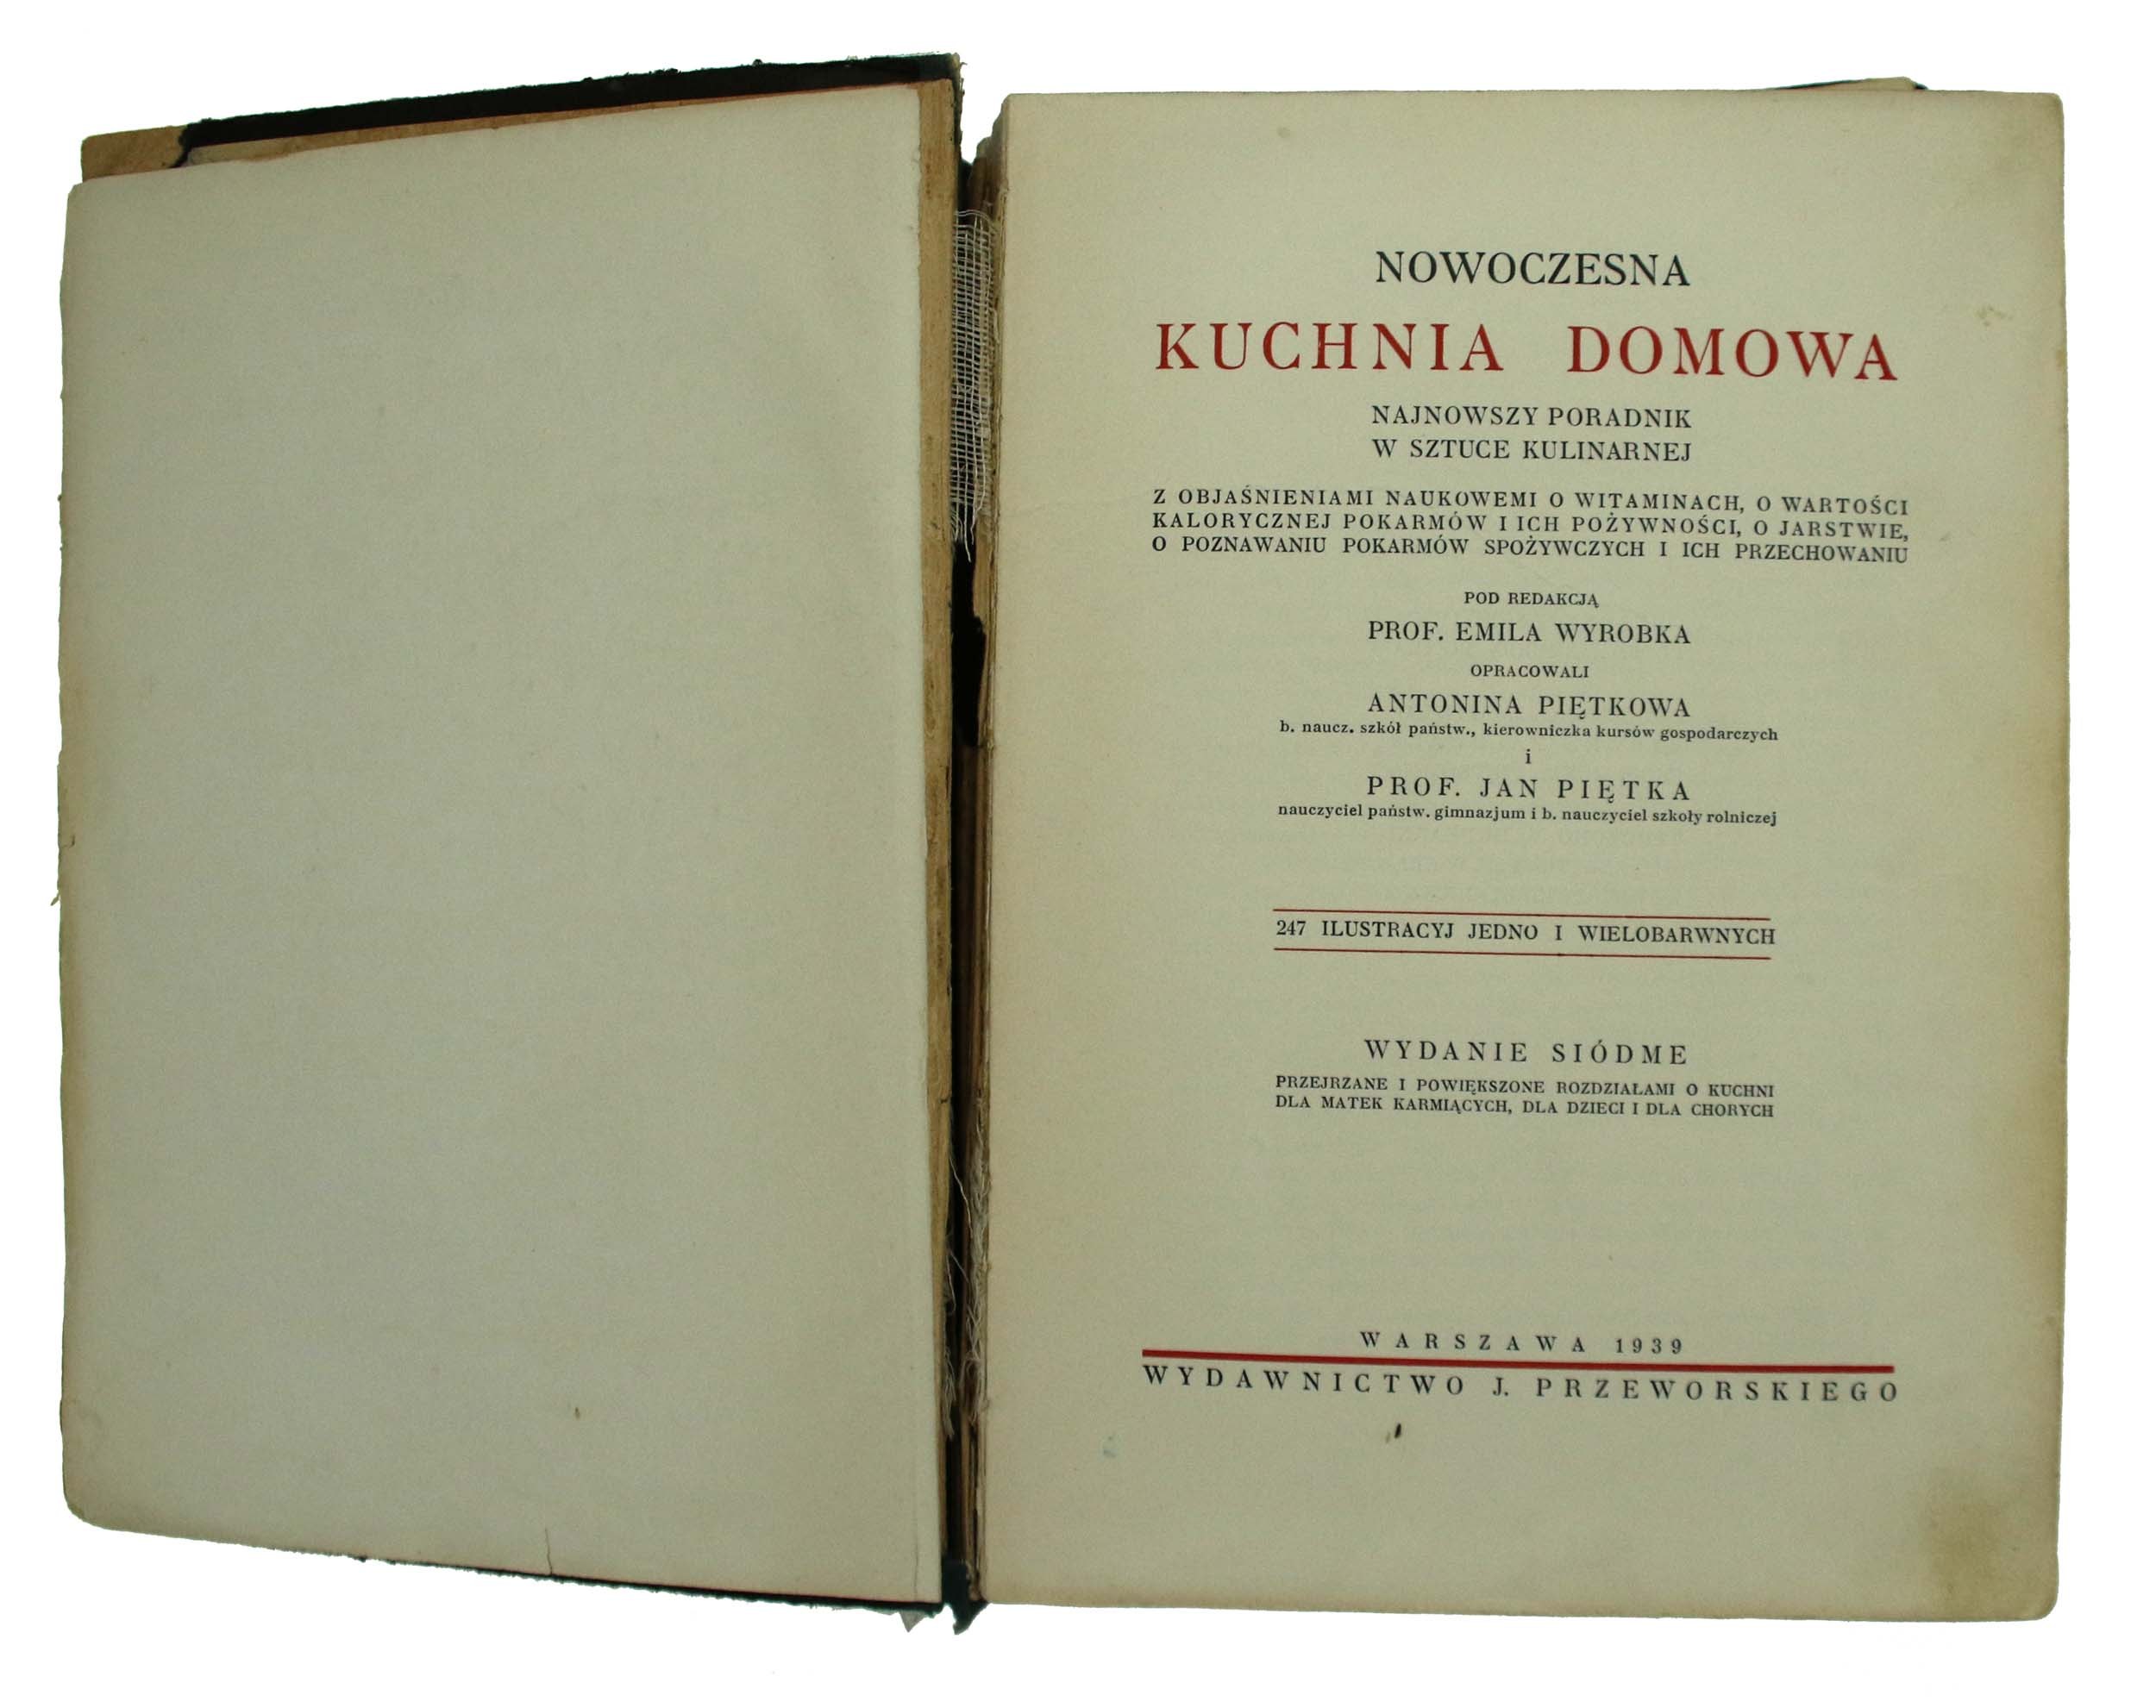 NOWOCZESNA
KUCHNIA DOMOWA
NAJNOWSZY PORADNIK
W SZTUCE KULINARNEJ
Z OBJAŚNIENIAMI NAUKOWEMI O WITAMINACH, O WARTOŚCI
KALORYCZNEJ POKARMÓW I ICH POŻYWNOŚCI, O JARSTWIE,
O POZNAWANIU POKARMÓW SPOŻYWCZYCH I ICH PRZECHOWANIU
POD REDAKCJĄ
PROF. EMILA WYROBKA
OPRACOWALI
ANTONINA PIĘTKOWA
b. naucz. szkół państw., kierowniczka kursów gospodarczych
i
PROF. JAN PIĘTKA
nauczyciel państw. gimnazjum i b. nauczyciel szkoły rolniczej
247 ILUSTRACYJ JEDNO I WIELOBARWNYCH
WYDANIE SIÓDME
PRZEJRZANE I POWIĘKSZONE ROZDZIAŁAMI O KUCHNI
DLA MATEK KARMIĄCYCH, DLA DZIECI I DLA CHORYCH
WARSZAWA 1939
WYDAWNICTWO J. PRZEWORSKIEGO